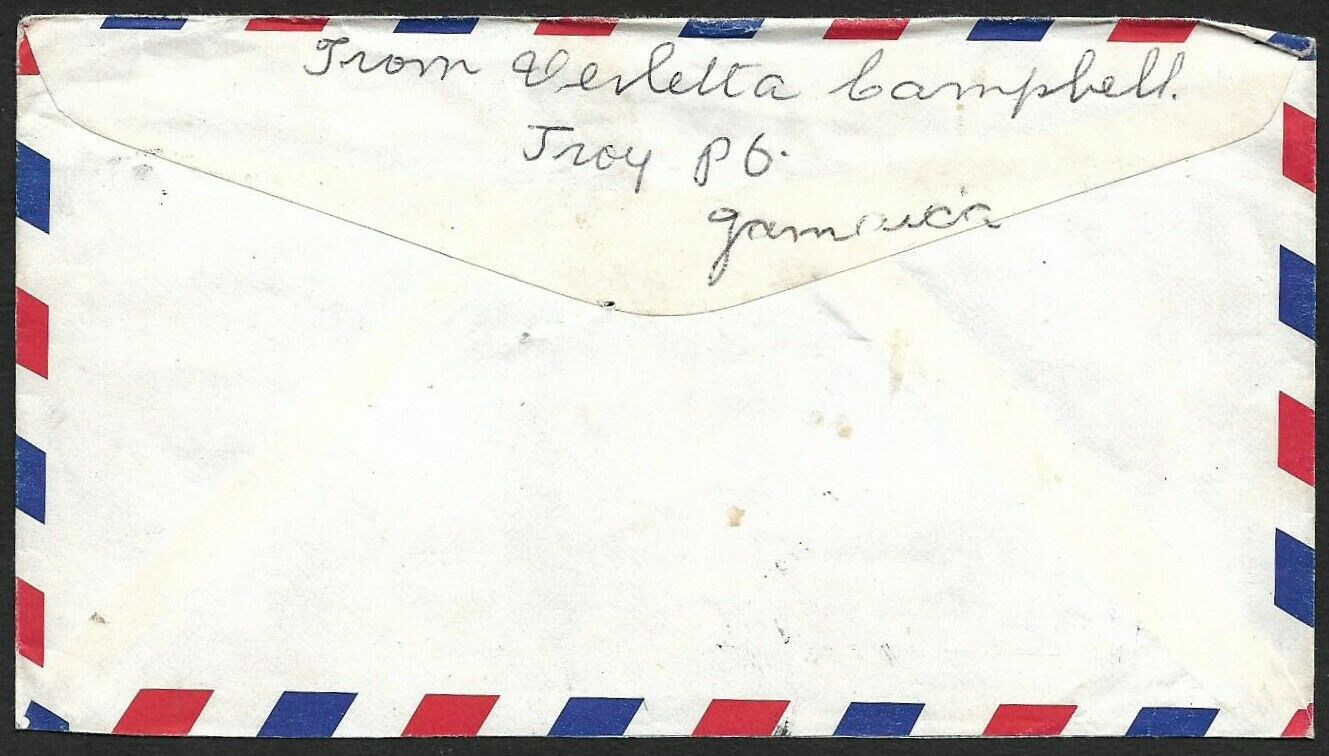 From Verletta Campbell.
Troy P O.
Jamaica